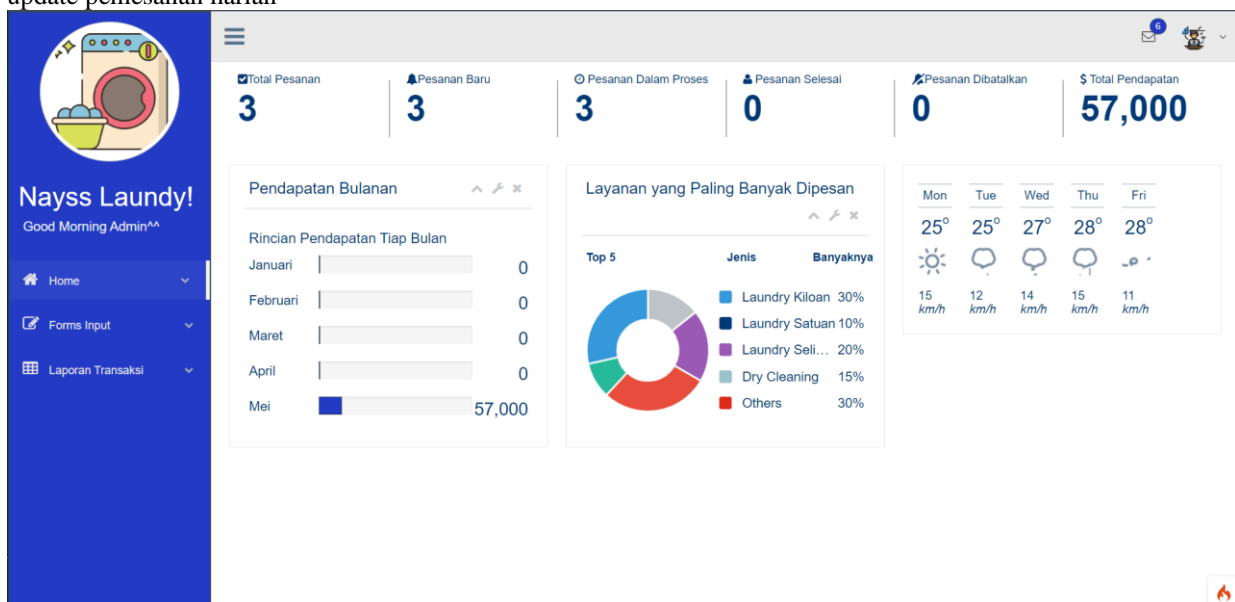 update pemesanan harian
6
Total Pesanan
3
Pesanan Baru
3
Pesanan Dalam Proses
3
Pesanan Selesai
0
Pesanan Dibatalkan
0
$ Total Pendapatan
57,000
Nayss Laundy!
Good Morning Admin^^
Home
Forms Input
Laporan Transaksi
Pendapatan Bulanan
Rincian Pendapatan Tiap Bulan
Januari 0
Februari 0
Maret 0
April 0
Mei 57,000
Layanan yang Paling Banyak Dipesan
Top 5 Jenis Banyaknya
Laundry Kiloan 30%
Laundry Satuan 10%
Laundry Seli... 20%
Dry Cleaning 15%
Others 30%
Mon Tue Wed Thu Fri
25° 25° 27° 28° 28°
15 12 14 15 11
km/h km/h km/h km/h km/h